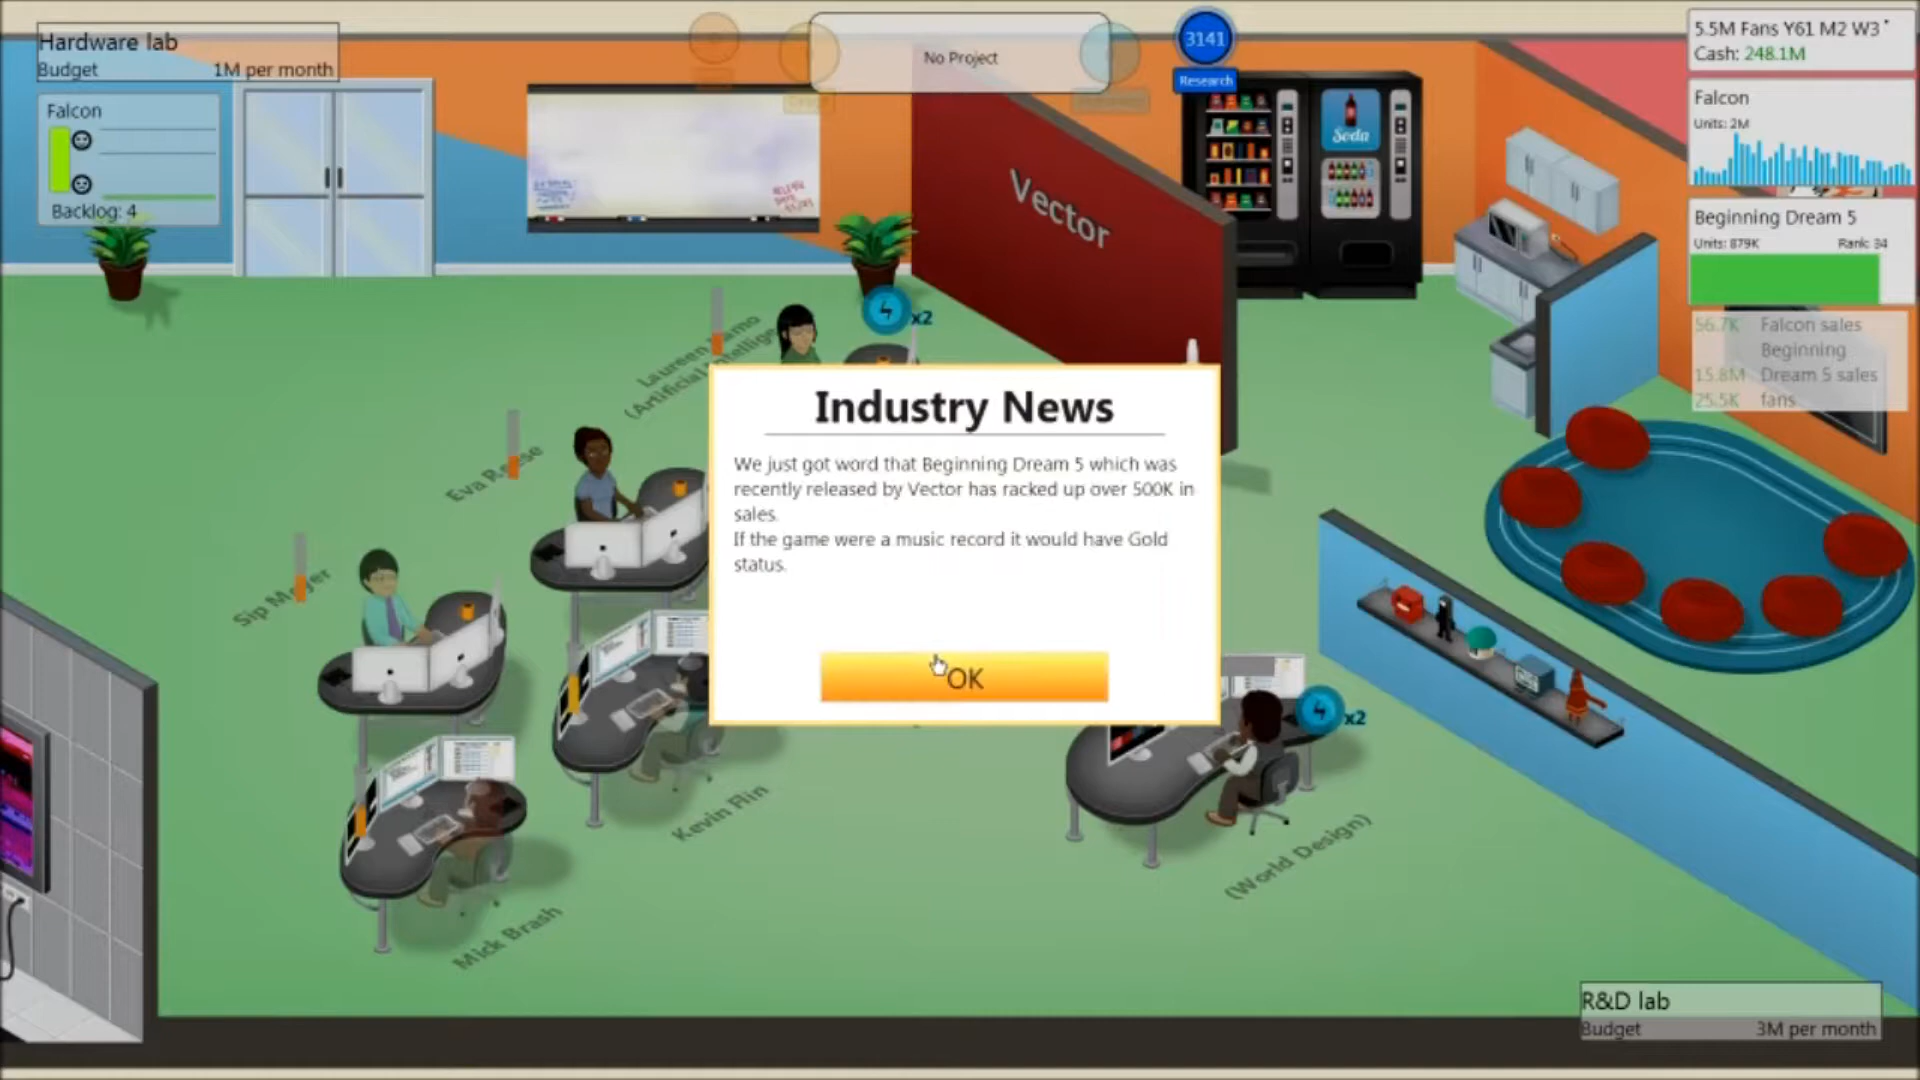 Hardware lab
Budget 1M per month
Falcon
Backlog: 4
No Project
3141
Research
5.5M Fans Y61 M2 W3
Cash: 248.1M
Falcon
Units: 2M
Beginning Dream 5
Units: 879K Rank: 34
56.7K Falcon sales
Beginning
15.8M Dream 5 sales
25.5K fans
Vector
Soda
x2
Eva Reese
Industry News
We just got word that Beginning Dream 5 which was
recently released by Vector has racked up over 500K in
sales.
If the game were a music record it would have Gold
status.
OK
x2
Kevin Flin
(World Design)
Mick Brash
R&D lab
Budget 3M per month